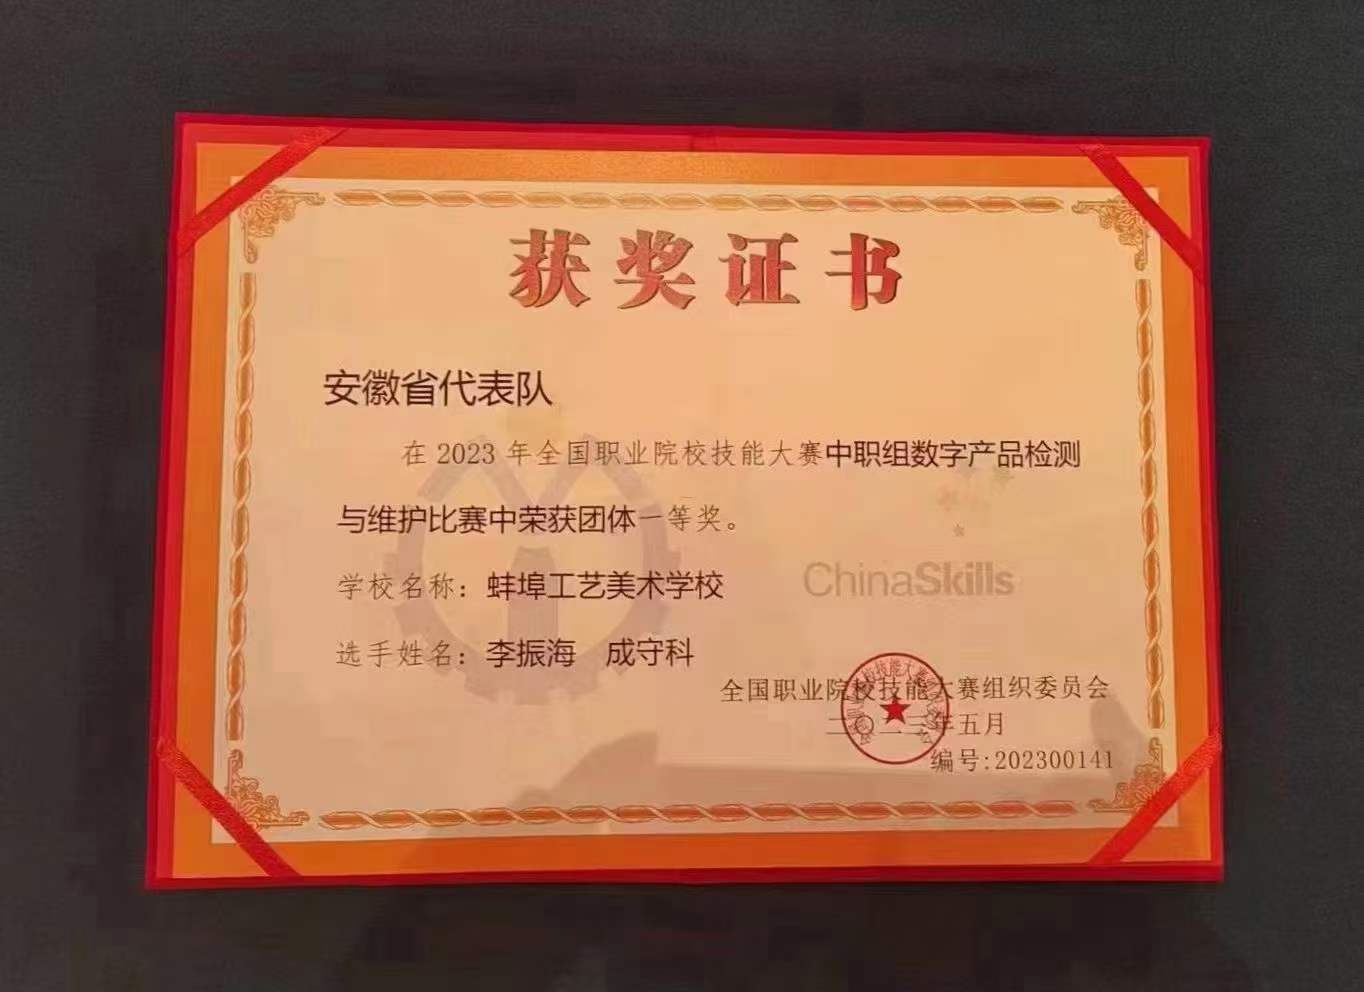 获奖证书
安徽省代表队
在2023年全国职业院校技能大赛中职组数字产品检测
与维护比赛中荣获团体一等奖。
学校名称：蚌埠工艺美术学校
ChinaSkills
选手姓名：李振海 成守科
全国职业院校技能大赛组织委员会
二〇二三年五月
编号:202300141